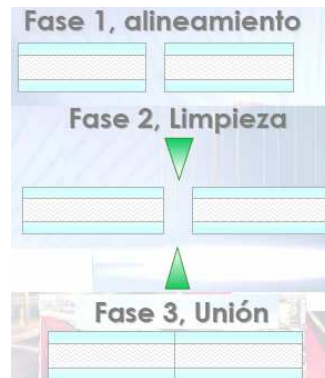 Fase 1, alineamiento
Fase 2, Limpieza
Fase 3, Unión